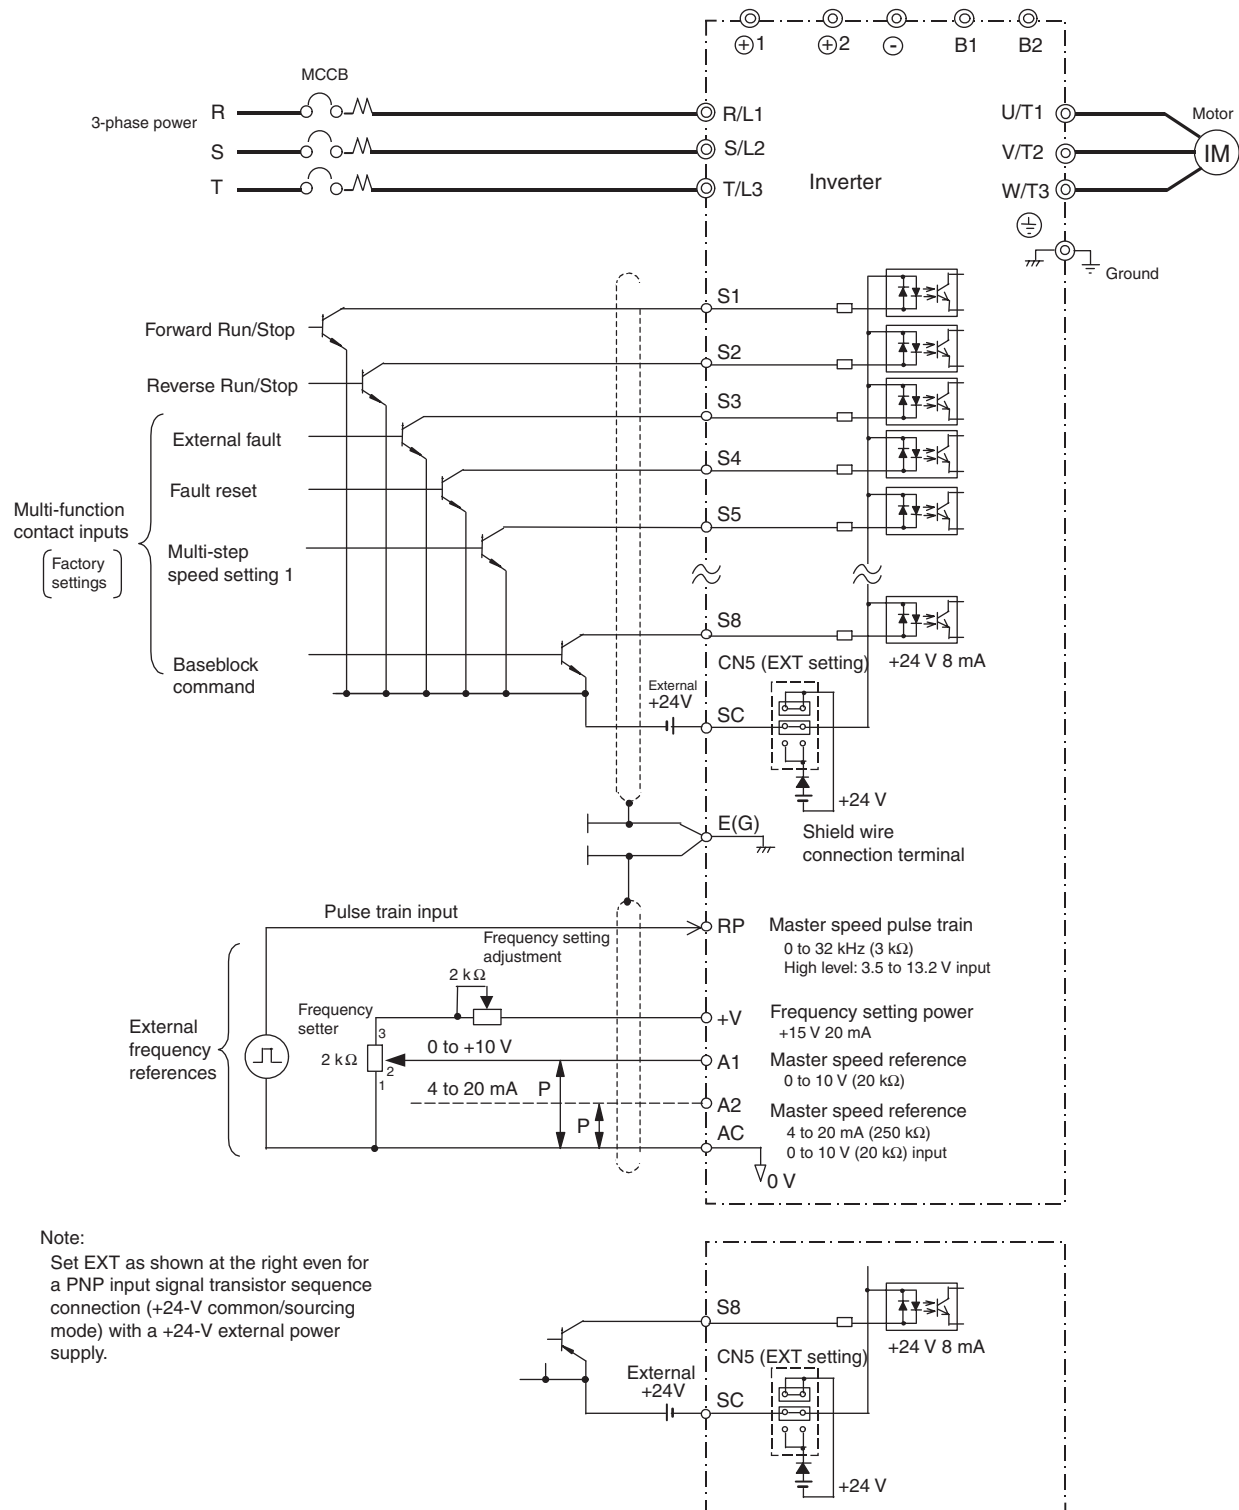 ⊕1 ⊕2 ⊖ B1 B2
MCCB
3-phase power
R
S
T
R/L1
S/L2
T/L3
Inverter
U/T1
V/T2
W/T3
Motor
IM
Ground
Forward Run/Stop
Reverse Run/Stop
External fault
Fault reset
Multi-step
speed setting 1
Baseblock
command
Multi-function
contact inputs
Factory
settings
S1
S2
S3
S4
S5
S8
CN5 (EXT setting)
+24 V 8 mA
External
+24V
SC
+24 V
E(G)
Shield wire
connection terminal
Pulse train input
RP
Master speed pulse train
0 to 32 kHz (3 kΩ)
High level: 3.5 to 13.2 V input
Frequency setting
adjustment
2 kΩ
Frequency
setter
3
2 kΩ
2
1
External
frequency
references
+V
Frequency setting power
+15 V 20 mA
0 to +10 V
A1
Master speed reference
0 to 10 V (20 kΩ)
4 to 20 mA
P
P
A2
Master speed reference
4 to 20 mA (250 kΩ)
0 to 10 V (20 kΩ) input
AC
0 V
Note:
Set EXT as shown at the right even for
a PNP input signal transistor sequence
connection (+24-V common/sourcing
mode) with a +24-V external power
supply.
S8
+24 V 8 mA
CN5 (EXT setting)
External
+24V
SC
+24 V